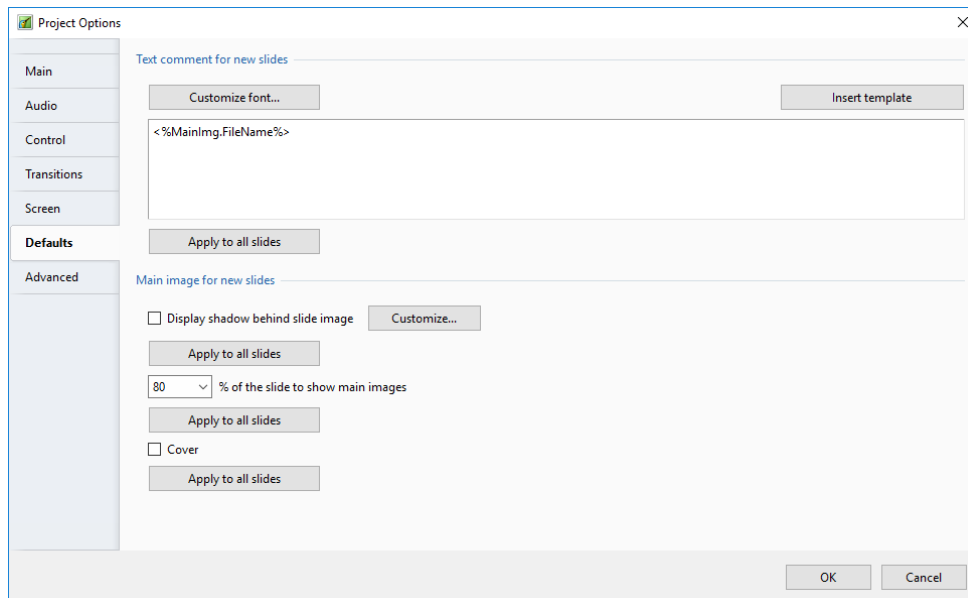 Project Options
Main
Audio
Control
Transitions
Screen
Defaults
Advanced
Text comment for new slides
Customize font... Insert template
<%MainImg.FileName%>
Apply to all slides
Main image for new slides
Display shadow behind slide image Customize...
Apply to all slides
80 % of the slide to show main images
Apply to all slides
Cover
Apply to all slides
OK Cancel